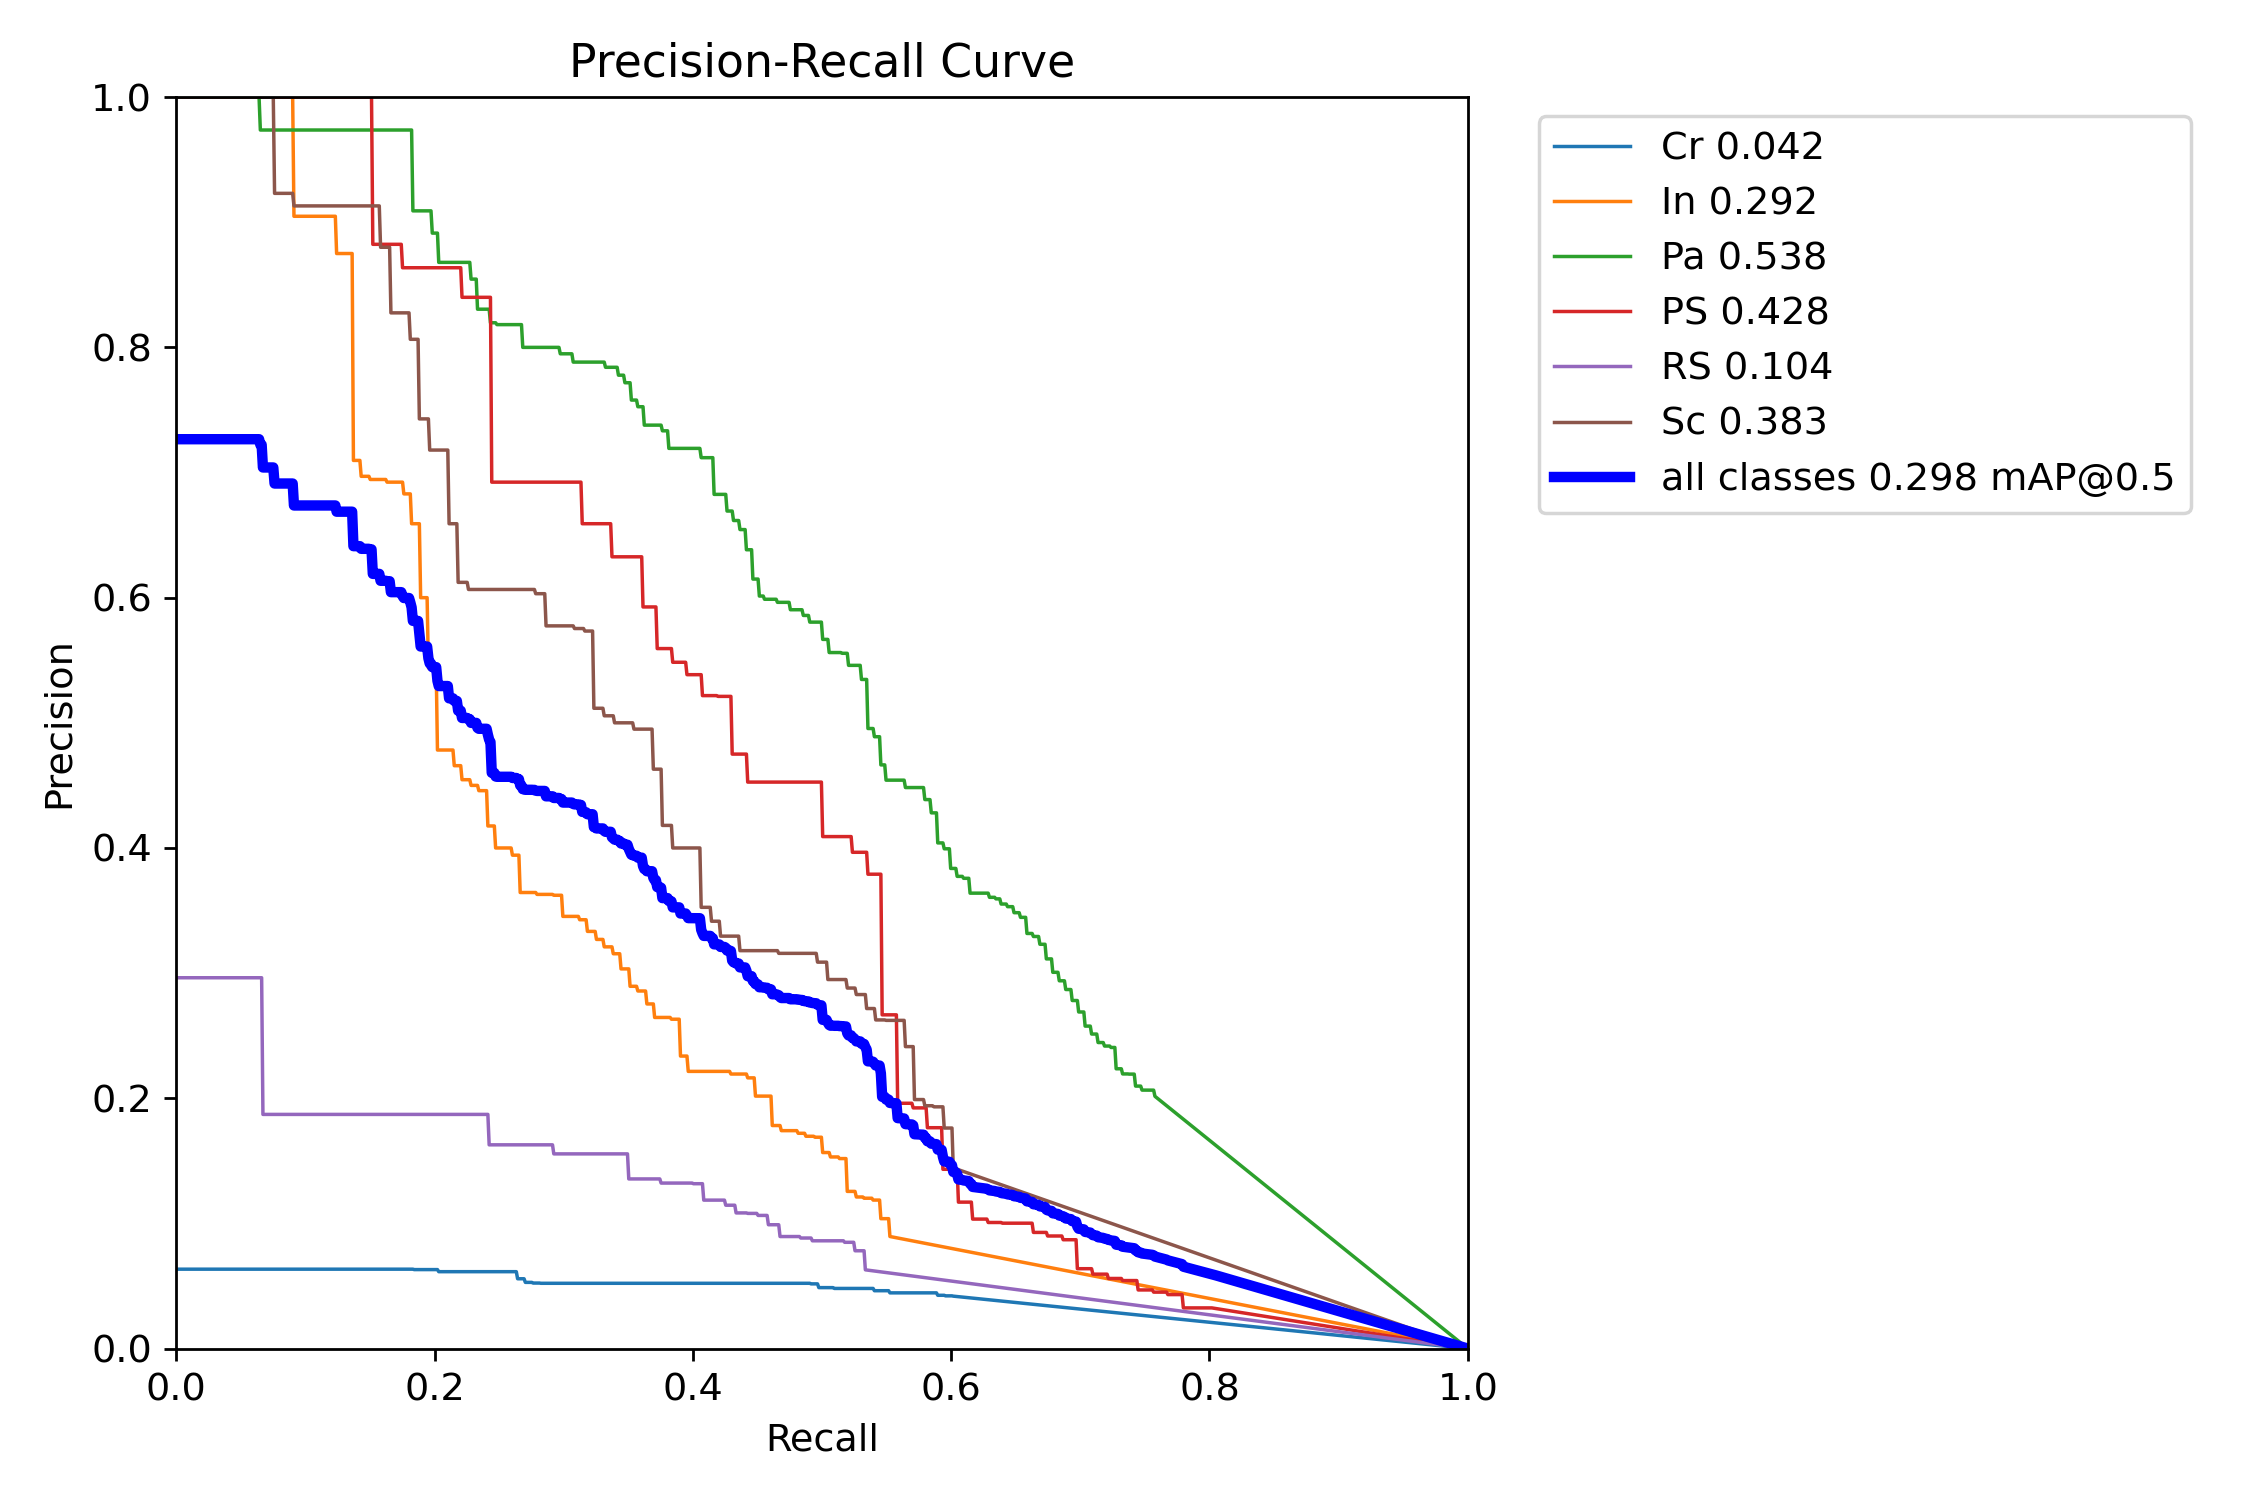 Precision-Recall Curve
1.0
0.8
0.6
0.4
0.2
0.0
Precision
0.0 0.2 0.4 0.6 0.8 1.0
Recall
Cr 0.042
In 0.292
Pa 0.538
PS 0.428
RS 0.104
Sc 0.383
all classes 0.298 mAP@0.5